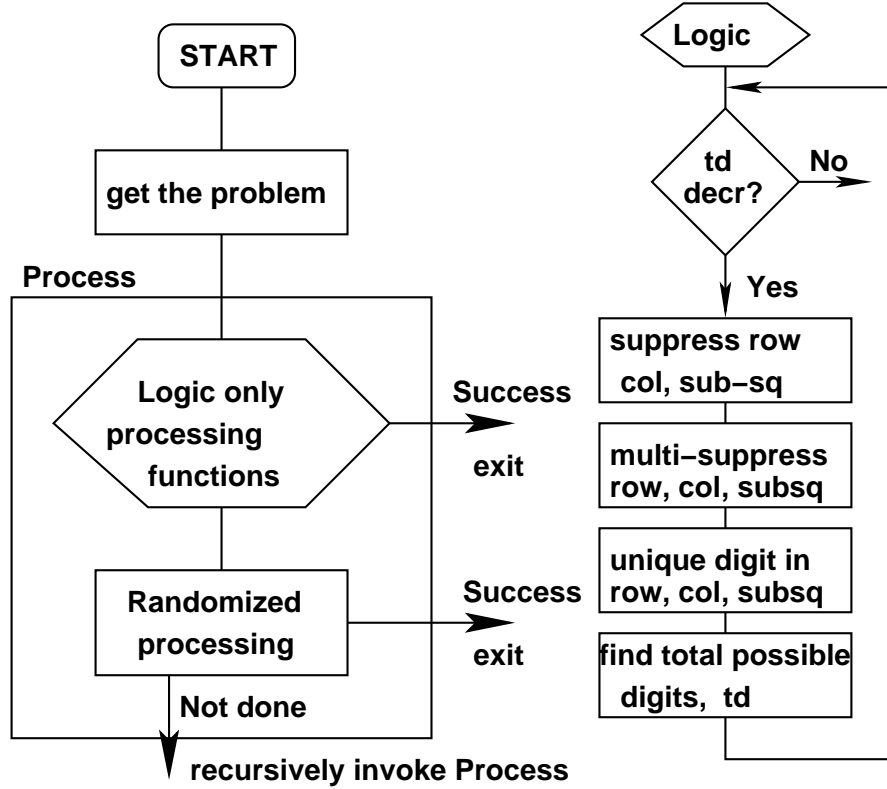 START
get the problem
Process
Logic only
processing
functions
Success
exit
Randomized
processing
Success
exit
Not done
recursively invoke Process
Logic
td
decr?
No
Yes
suppress row
col, sub−sq
multi−suppress
row, col, subsq
unique digit in
row, col, subsq
find total possible
digits, td